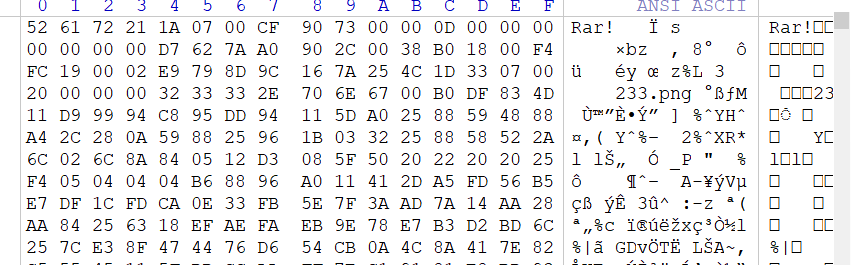 0 1 2 3 4 5 6 7 8 9 A B C D E F ANSI ASCII
52 61 72 21 1A 07 00 CF 90 73 00 00 0D 00 00 00 Rar! Ï s Rar!□□
00 00 00 00 D7 62 7A A0 90 2C 00 38 B0 18 00 F4 ×bz , 8° ô □□□□□
FC 19 00 02 E9 79 8D 9C 16 7A 25 4C 1D 33 07 00 ü éy œ z%L 3 □ □
20 00 00 00 32 33 33 2E 70 6E 67 00 B0 DF 83 4D 233.png °ßƒM □□□23
11 D9 99 94 C8 95 DD 94 11 5D A0 25 88 59 48 88 Ù™”È•Ý” ] %ˆYHˆ
A4 2C 28 0A 59 88 25 96 1B 03 32 25 88 58 52 2A ¤,( Yˆ%– 2%ˆXR* □ Y□
6C 02 6C 8A 84 05 12 D3 08 5F 50 20 22 20 20 25 l lŠ„ Ó _P " % l□l□
F4 05 04 04 04 B6 88 96 A0 11 41 2D A5 FD 56 B5 ô ¶ˆ– A-¥ýVµ □ □□
E7 DF 1C FD CA 0E 33 FB 5E 7F 3A AD 7A 14 AA 28 çß ýÊ 3û^ :-z ª(
AA 84 25 63 18 EF AE FA EB 9E 78 E7 B3 D2 BD 6C ª„%c ï®úëžxç³Ò½l
25 7C E3 8F 47 44 76 D6 54 CB 0A 4C 8A 41 7E 82 %|ã GDvÖTË LŠA~‚ %|□